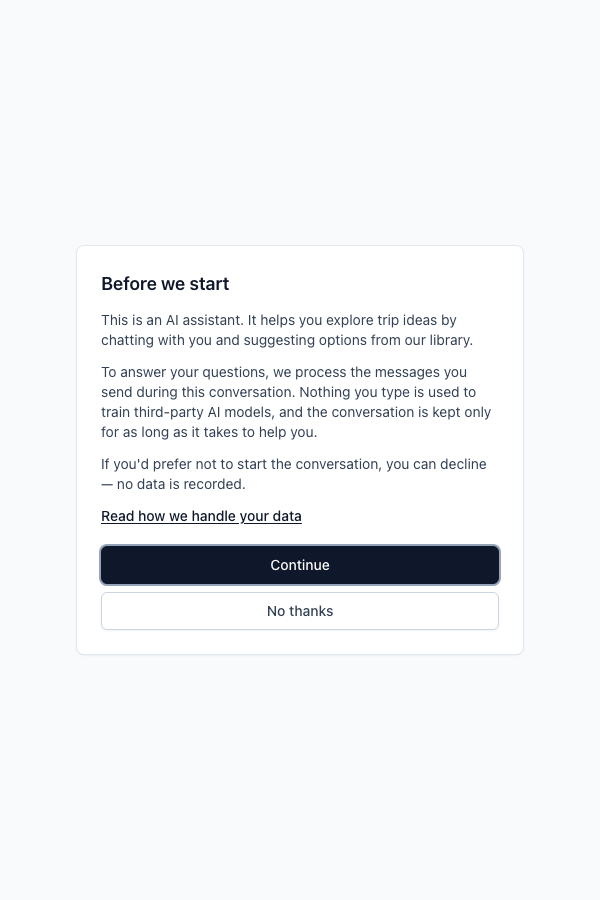 Before we start
This is an AI assistant. It helps you explore trip ideas by
chatting with you and suggesting options from our library.
To answer your questions, we process the messages you
send during this conversation. Nothing you type is used to
train third-party AI models, and the conversation is kept only
for as long as it takes to help you.
If you'd prefer not to start the conversation, you can decline
— no data is recorded.
Read how we handle your data
Continue
No thanks